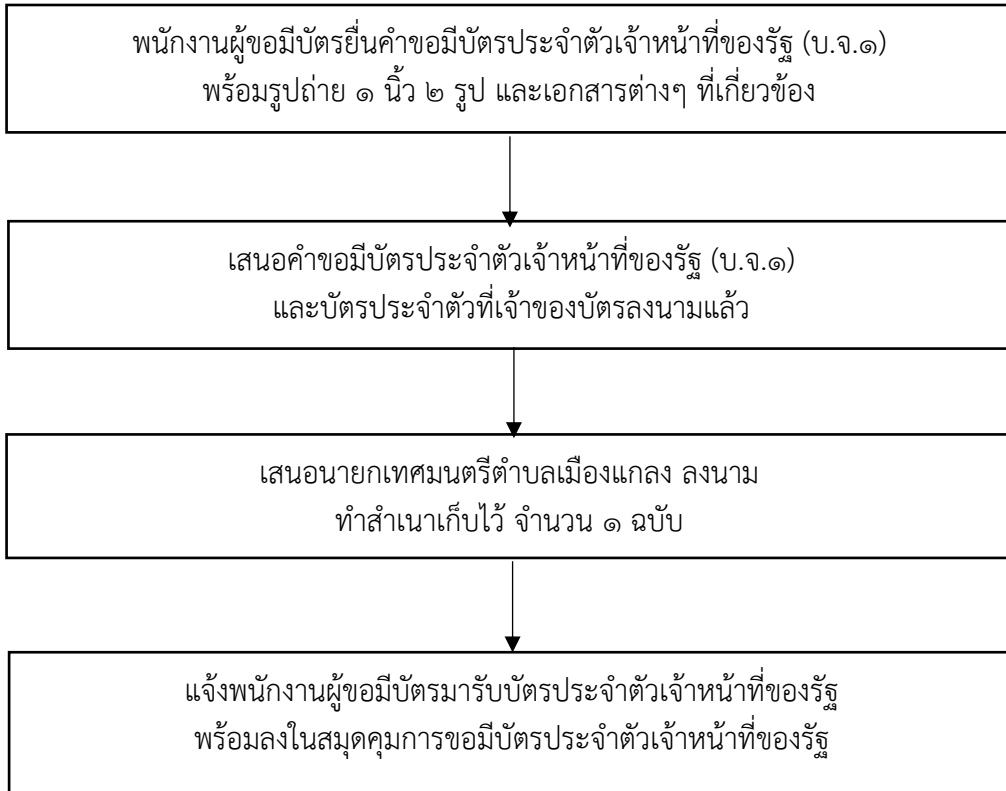 พนักงานผู้ขอมีบัตรยื่นคำขอมีบัตรประจำตัวเจ้าหน้าที่ของรัฐ (บ.จ.๑)
พร้อมรูปถ่าย ๑ นิ้ว ๒ รูป และเอกสารต่างๆ ที่เกี่ยวข้อง
เสนอคำขอมีบัตรประจำตัวเจ้าหน้าที่ของรัฐ (บ.จ.๑)
และบัตรประจำตัวที่เจ้าของบัตรลงนามแล้ว
เสนอนายกเทศมนตรีตำบลเมืองแกลง ลงนาม
ทำสำเนาเก็บไว้ จำนวน ๑ ฉบับ
แจ้งพนักงานผู้ขอมีบัตรมารับบัตรประจำตัวเจ้าหน้าที่ของรัฐ
พร้อมลงในสมุดคุมการขอมีบัตรประจำตัวเจ้าหน้าที่ของรัฐ